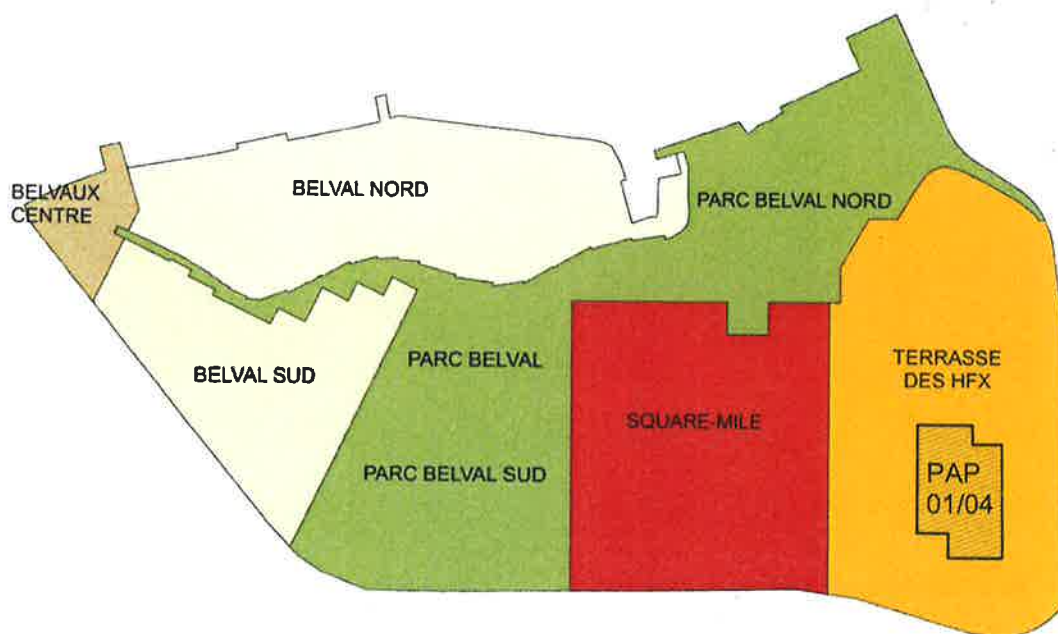 BELVAUX
CENTRE
BELVAL NORD
PARC BELVAL NORD
BELVAL SUD
PARC BELVAL
PARC BELVAL SUD
SQUARE-MILE
TERRASSE
DES HFX
PAP
01/04